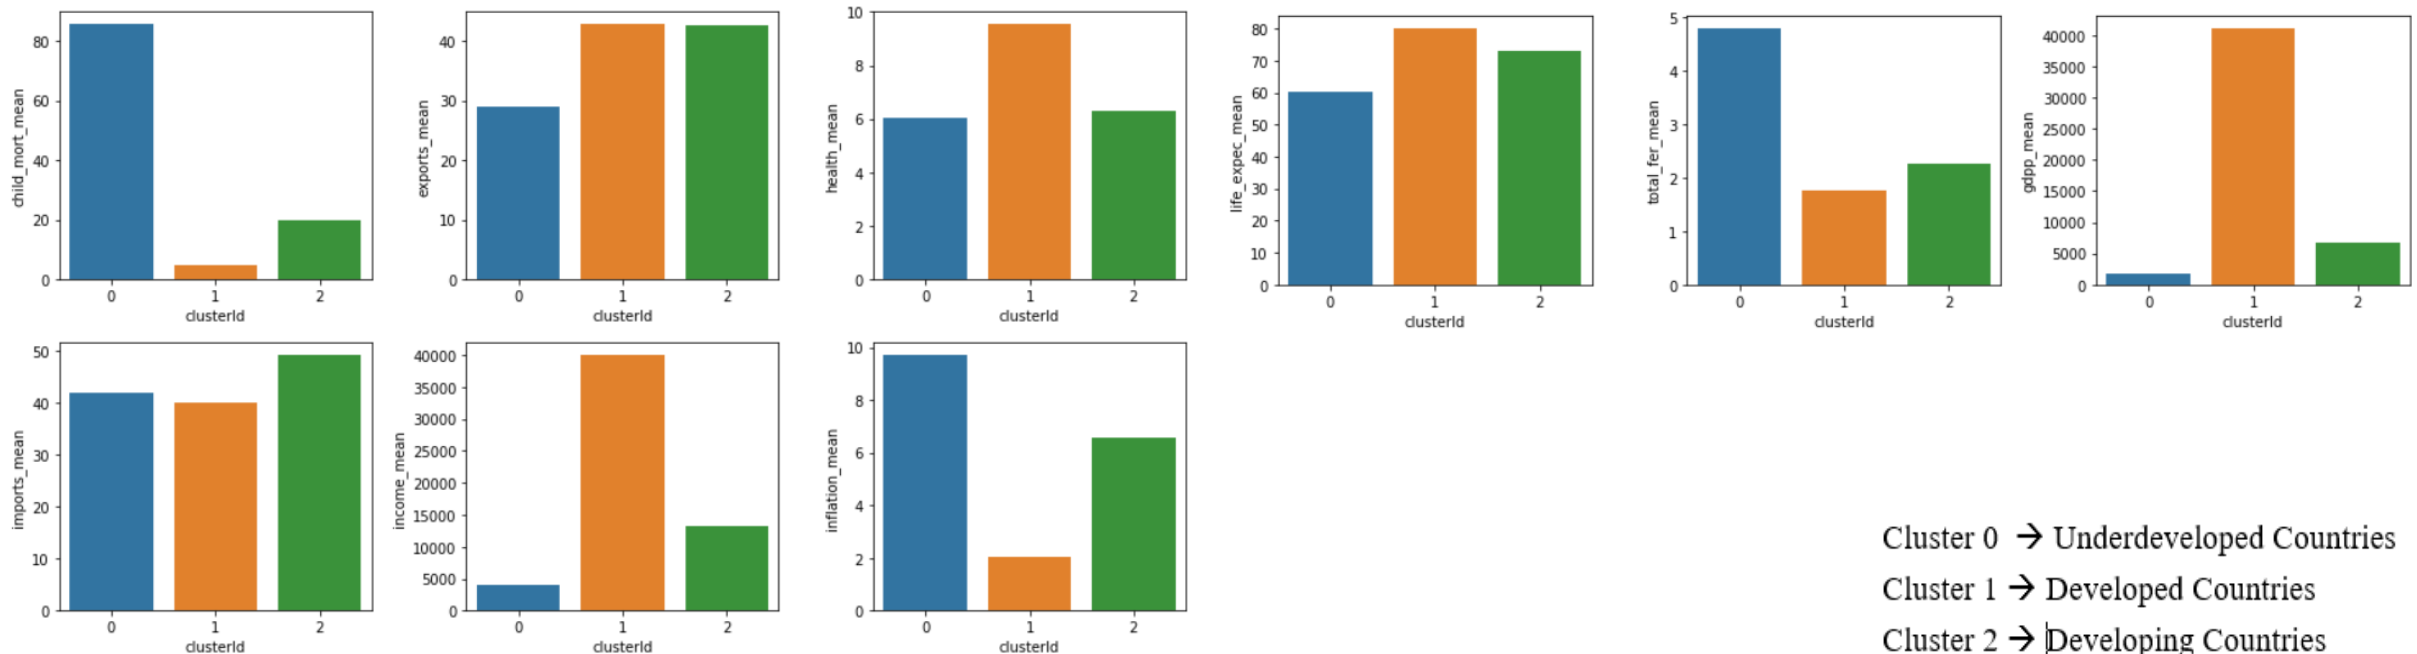 child_mort_mean
80
60
40
20
0
0 1 2
clusterId
exports_mean
40
30
20
10
0
0 1 2
clusterId
health_mean
10
8
6
4
2
0
0 1 2
clusterId
life_expec_mean
80
70
60
50
40
30
20
10
0
0 1 2
clusterId
total_fer_mean
5
4
3
2
1
0
0 1 2
clusterId
gdpp_mean
40000
35000
30000
25000
20000
15000
10000
5000
0
0 1 2
clusterId
imports_mean
50
40
30
20
10
0
0 1 2
clusterId
income_mean
40000
35000
30000
25000
20000
15000
10000
5000
0
0 1 2
clusterId
inflation_mean
10
8
6
4
2
0
0 1 2
clusterId
Cluster 0 → Underdeveloped Countries
Cluster 1 → Developed Countries
Cluster 2 → Developing Countries